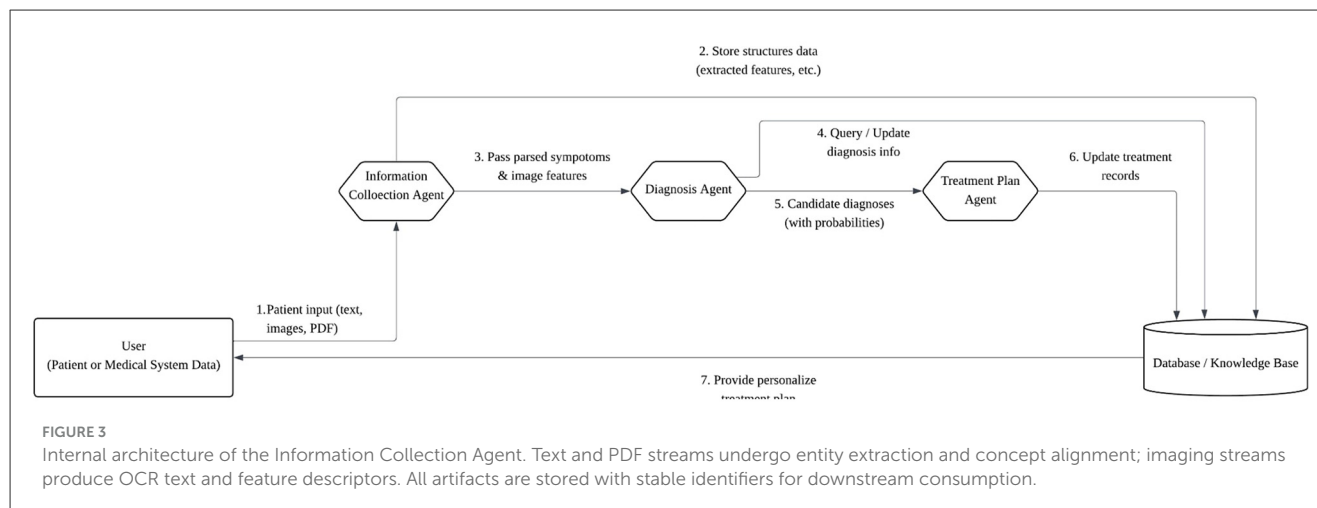 2. Store structures data
(extracted features, etc.)
4. Query / Update
diagnosis info
3. Pass parsed sympotoms
& image features
6. Update treatment
records
Information
Colloection Agent
Diagnosis Agent
Treatment Plan
Agent
5. Candidate diagnoses
(with probabilities)
1.Patient input (text,
images, PDF)
User
(Patient or Medical System Data)
Database / Knowledge Base
7. Provide personalize
treatment plan
FIGURE 3
Internal architecture of the Information Collection Agent. Text and PDF streams undergo entity extraction and concept alignment; imaging streams
produce OCR text and feature descriptors. All artifacts are stored with stable identifiers for downstream consumption.